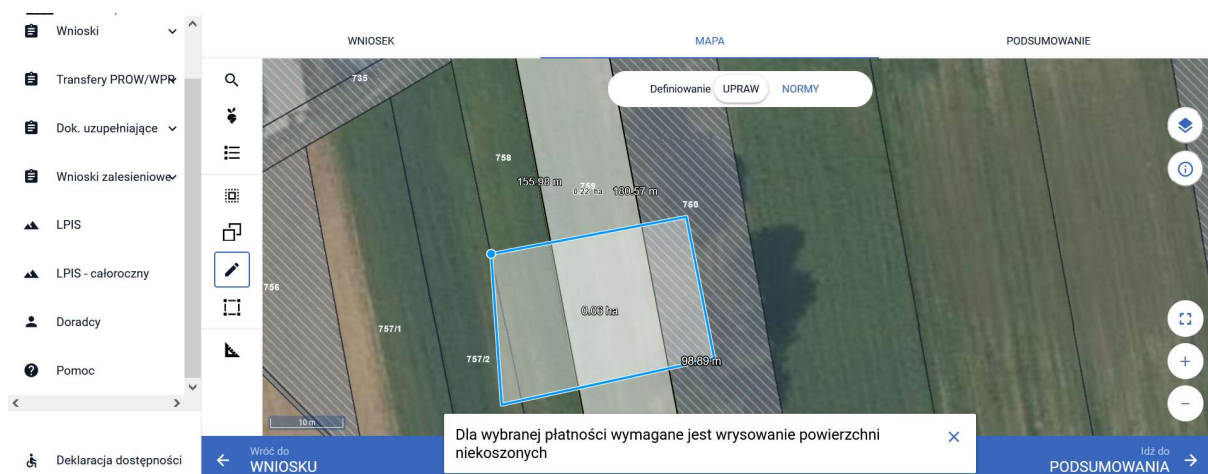 Wnioski
WNIOSEK
MAPA
PODSUMOWANIE
Transfery PROW/WPR
Definiowanie UPRAW NORMY
Dok. uzupełniające
Wnioski zalesieniowe
LPIS
LPIS - całoroczny
Doradcy
Pomoc
Deklaracja dostępności
735
758
155.98 m
759
0.22 ha
180.57 m
760
756
0.06 ha
757/1
757/2
98.89 m
10 m
Dla wybranej płatności wymagane jest wrysowanie powierzchni
niekoszonych
Wróć do
WNIOSKU
Idź do
PODSUMOWANIA